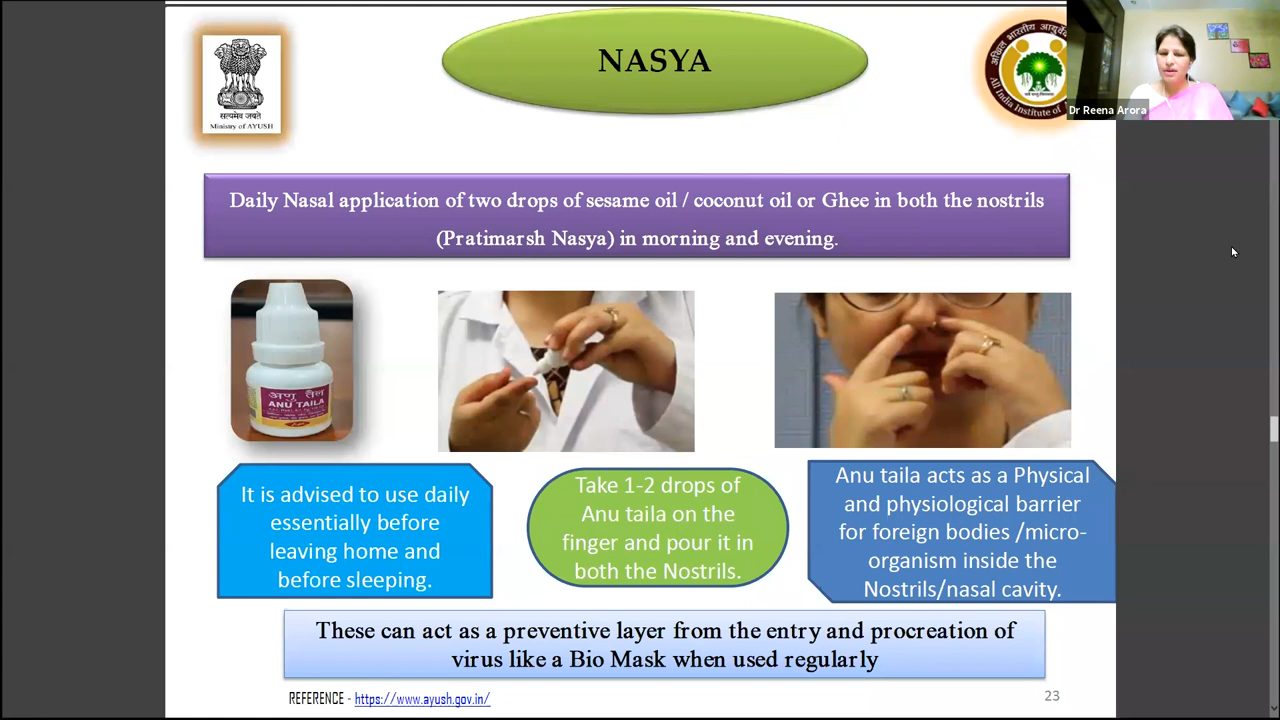 सत्यमेव जयते
Ministry of AYUSH
NASYA
अखिल भारतीय आयुर्वेद
All India Institute of
Dr Reena Arora
Daily Nasal application of two drops of sesame oil / coconut oil or Ghee in both the nostrils
(Pratimarsh Nasya) in morning and evening.
अणु तैल
ANU TAILA
It is advised to use daily
essentially before
leaving home and
before sleeping.
Take 1-2 drops of
Anu taila on the
finger and pour it in
both the Nostrils.
Anu taila acts as a Physical
and physiological barrier
for foreign bodies /micro-
organism inside the
Nostrils/nasal cavity.
These can act as a preventive layer from the entry and procreation of
virus like a Bio Mask when used regularly
REFERENCE - https://www.ayush.gov.in/
23